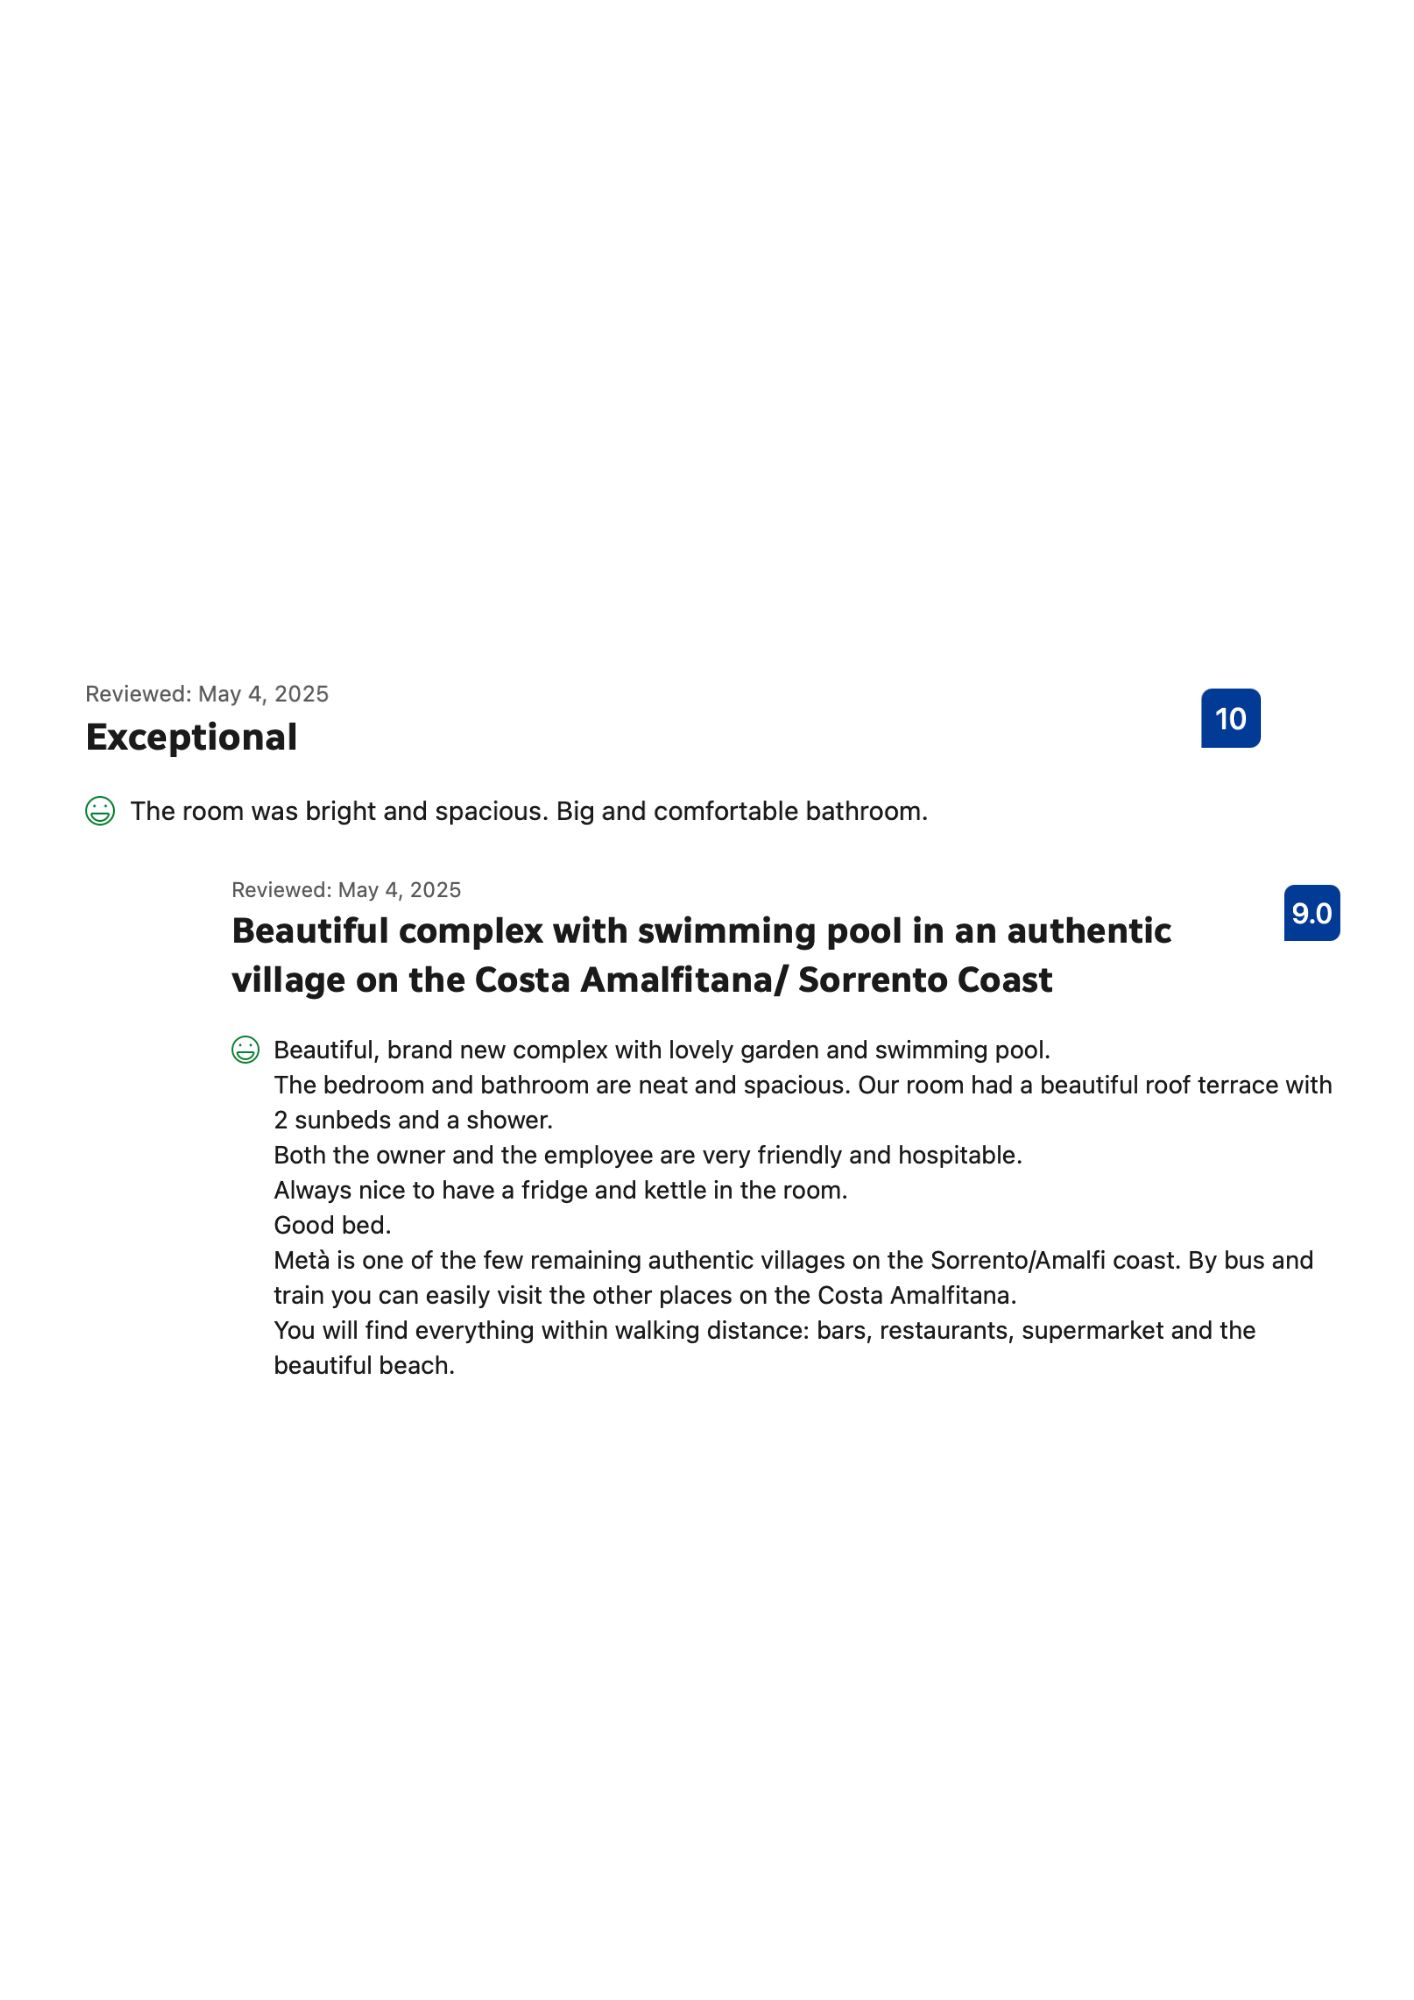 Reviewed: May 4, 2025
10
Exceptional
The room was bright and spacious. Big and comfortable bathroom.
Reviewed: May 4, 2025
9.0
Beautiful complex with swimming pool in an authentic
village on the Costa Amalfitana/ Sorrento Coast
Beautiful, brand new complex with lovely garden and swimming pool.
The bedroom and bathroom are neat and spacious. Our room had a beautiful roof terrace with
2 sunbeds and a shower.
Both the owner and the employee are very friendly and hospitable.
Always nice to have a fridge and kettle in the room.
Good bed.
Metà is one of the few remaining authentic villages on the Sorrento/Amalfi coast. By bus and
train you can easily visit the other places on the Costa Amalfitana.
You will find everything within walking distance: bars, restaurants, supermarket and the
beautiful beach.